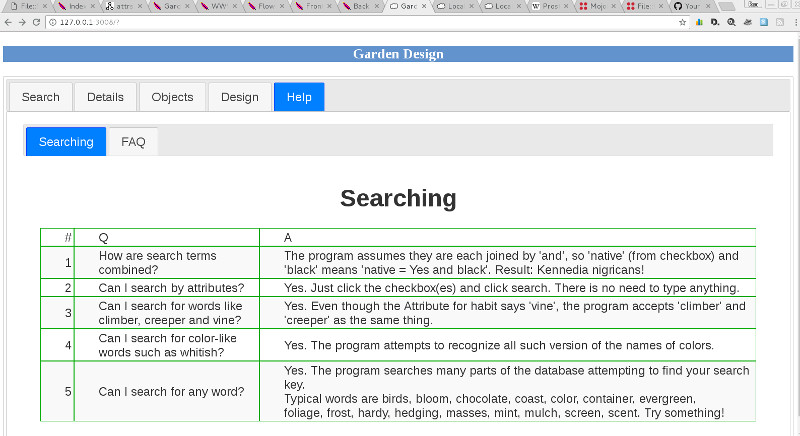 File:
Index
attr
Gard
WW
Flow
Fron
Back
Gard
Loca
Loca
Pros
Mojo
File
Your
127.0.0.1:3008/?
Garden Design
Search Details Objects Design Help
Searching FAQ
Searching
# Q A
1 How are search terms combined? The program assumes they are each joined by 'and', so 'native' (from checkbox) and
'black' means 'native = Yes and black'. Result: Kennedia nigricans!
2 Can I search by attributes? Yes. Just click the checkbox(es) and click search. There is no need to type anything.
3 Can I search for words like
climber, creeper and vine? Yes. Even though the Attribute for habit says 'vine', the program accepts 'climber' and
'creeper' as the same thing.
4 Can I search for color-like
words such as whitish? Yes. The program attempts to recognize all such version of the names of colors.
5 Can I search for any word? Yes. The program searches many parts of the database attempting to find your search
key.
Typical words are birds, bloom, chocolate, coast, color, container, evergreen,
foliage, frost, hardy, hedging, masses, mint, mulch, screen, scent. Try something!